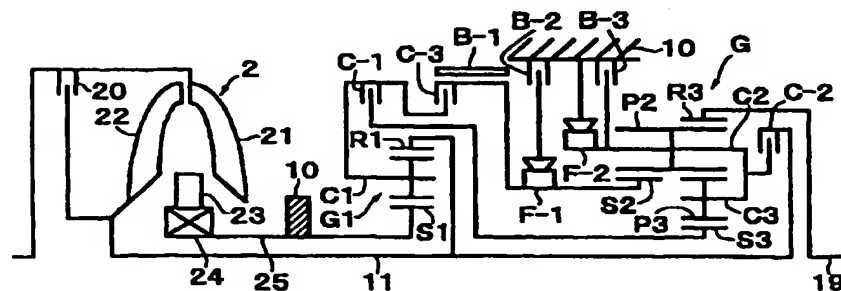 B-2 B-3
B-1 10 G
C-3
C-1 R3
20 2 P2 C2 C-2
22 21
R1
10 F-2
C1
23 G1 S1 F-1 S2 P3 C3
S3
24 25 11 19